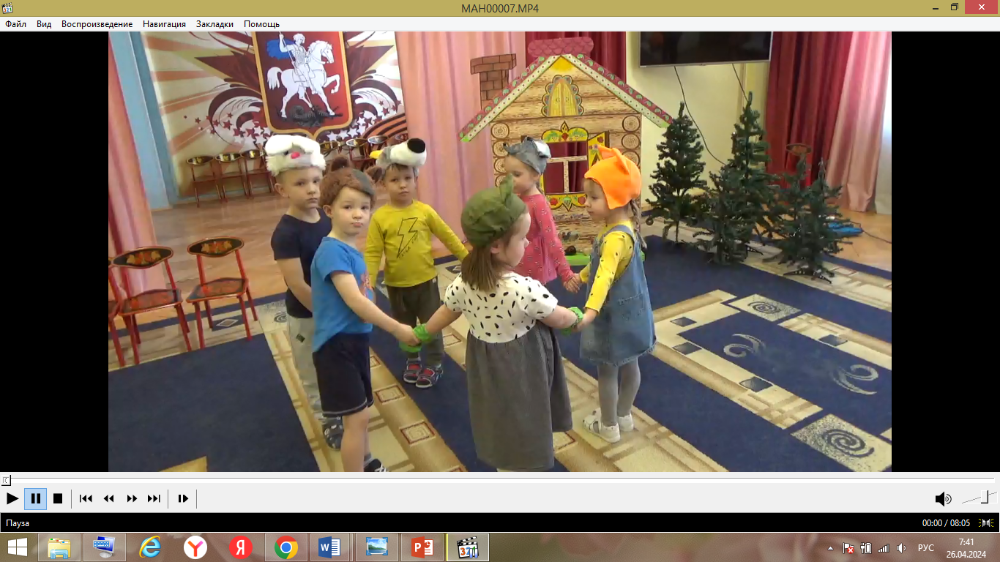 MAH00007.MP4
Файл Вид Воспроизведение Навигация Закладки Помощь
Пауза
00:00 / 08:05
РУС
7:41
26.04.2024